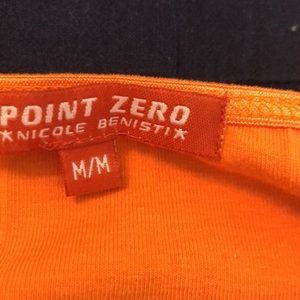 POINT ZERO
★NICOLE BENISTI★
M/M